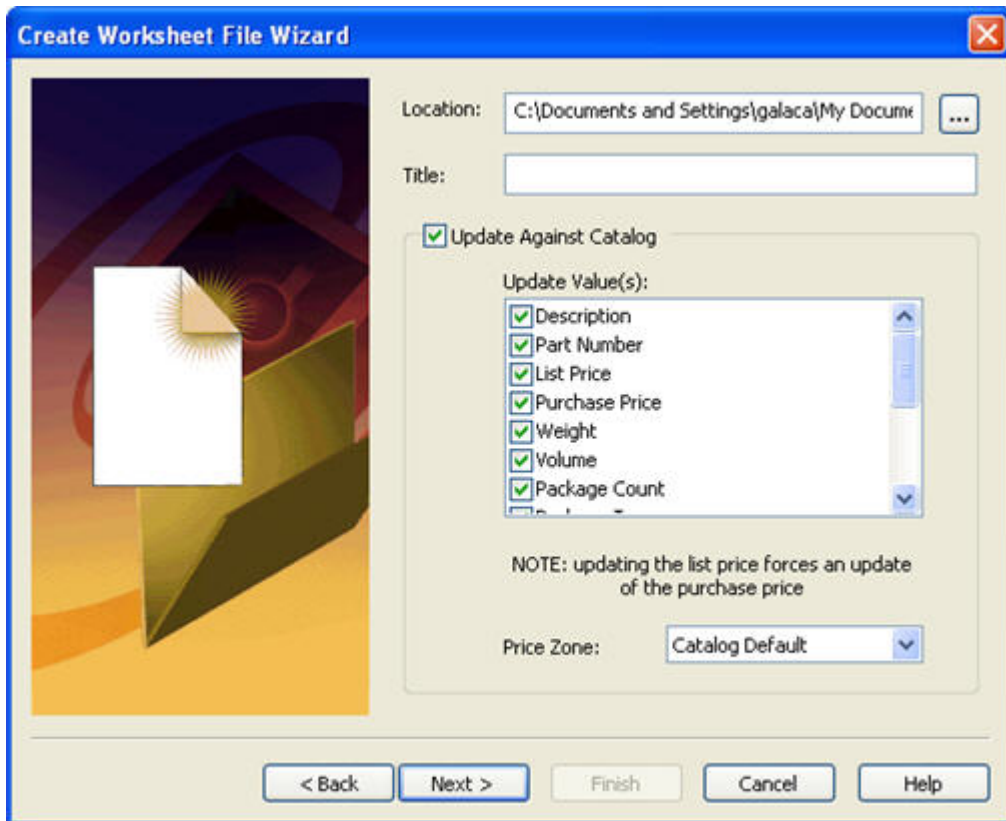 Create Worksheet File Wizard
Location: C:\Documents and Settings\galaca\My Docume ...
Title:
Update Against Catalog
Update Value(s):
Description
Part Number
List Price
Purchase Price
Weight
Volume
Package Count
NOTE: updating the list price forces an update
of the purchase price
Price Zone: Catalog Default
< Back Next > Finish Cancel Help